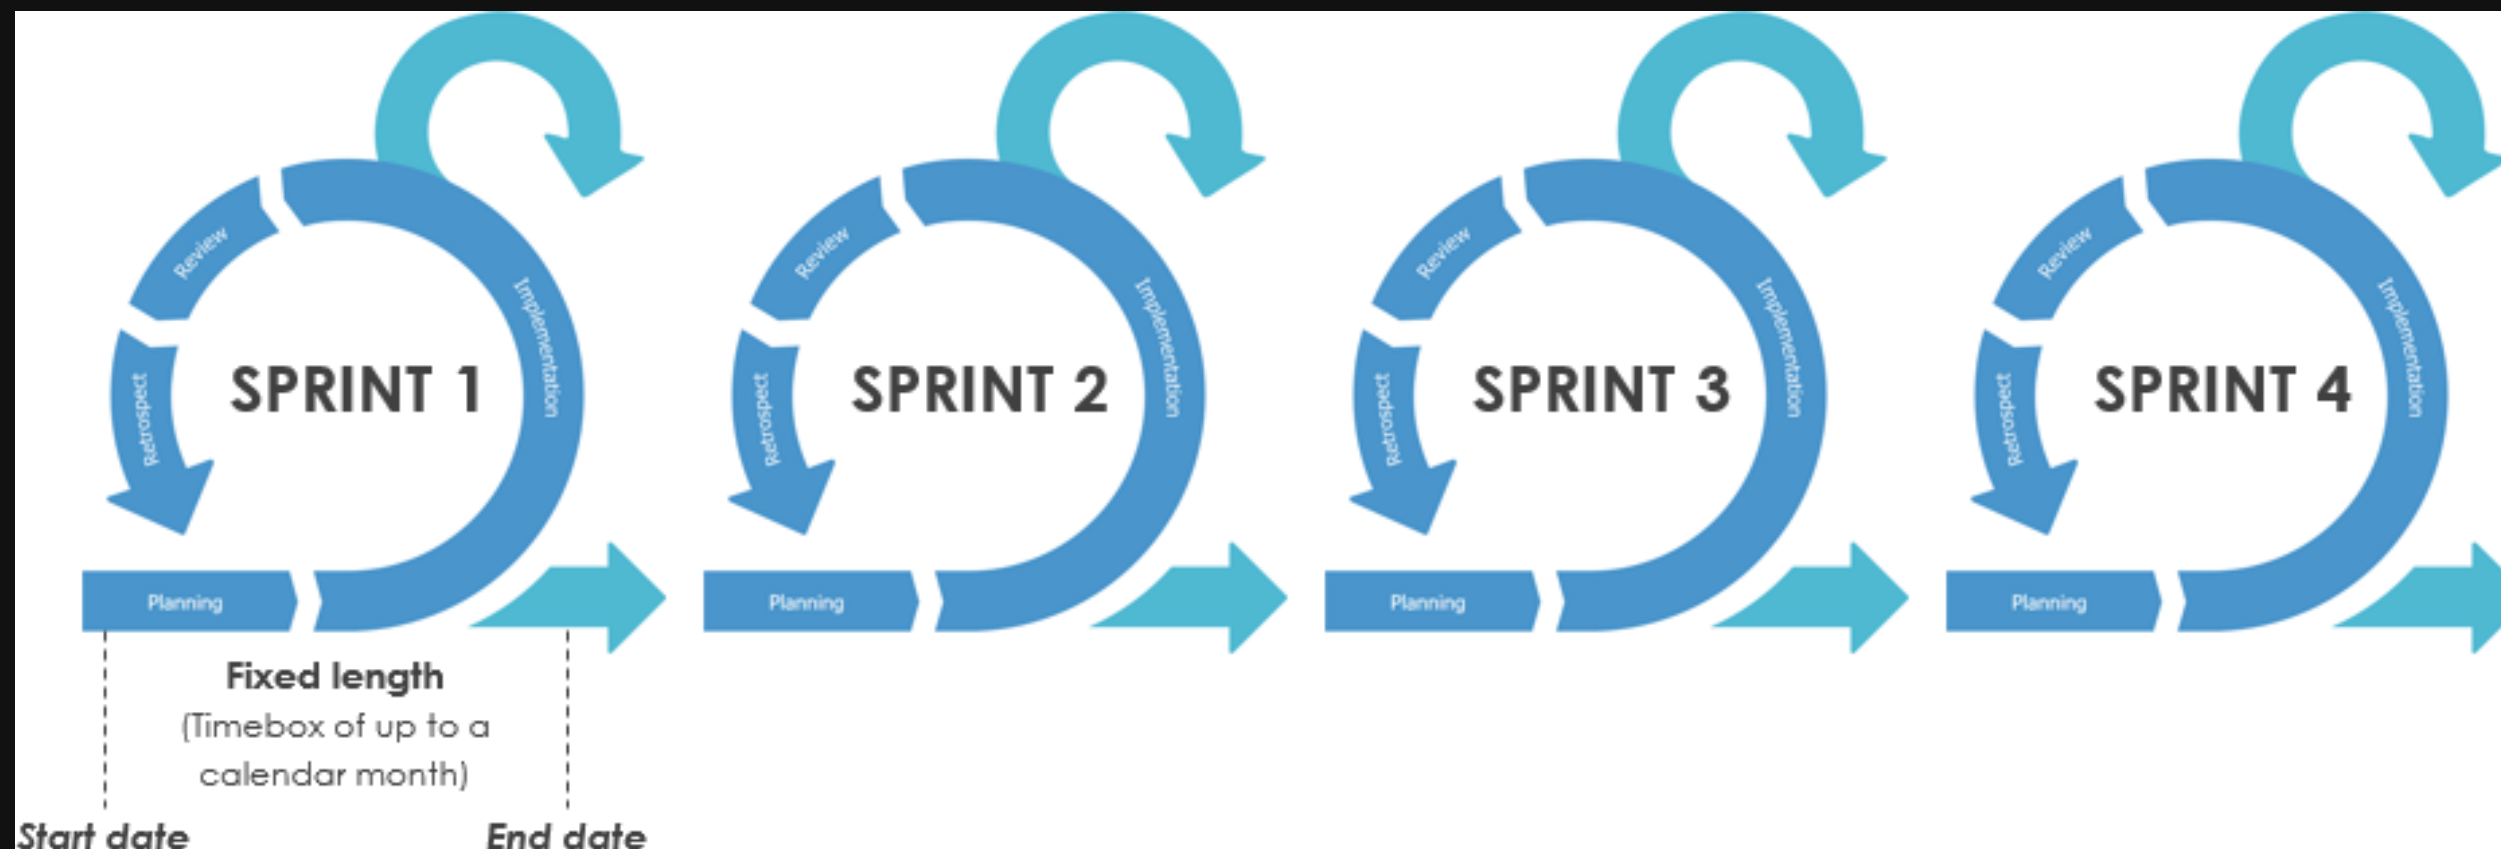 Review
Implementation
Retrospect
SPRINT 1
Planning
Review
Implementation
Retrospect
SPRINT 2
Planning
Review
Implementation
Retrospect
SPRINT 3
Planning
Review
Implementation
Retrospect
SPRINT 4
Planning
Fixed length
(Timebox of up to a
calendar month)
Start date
End date